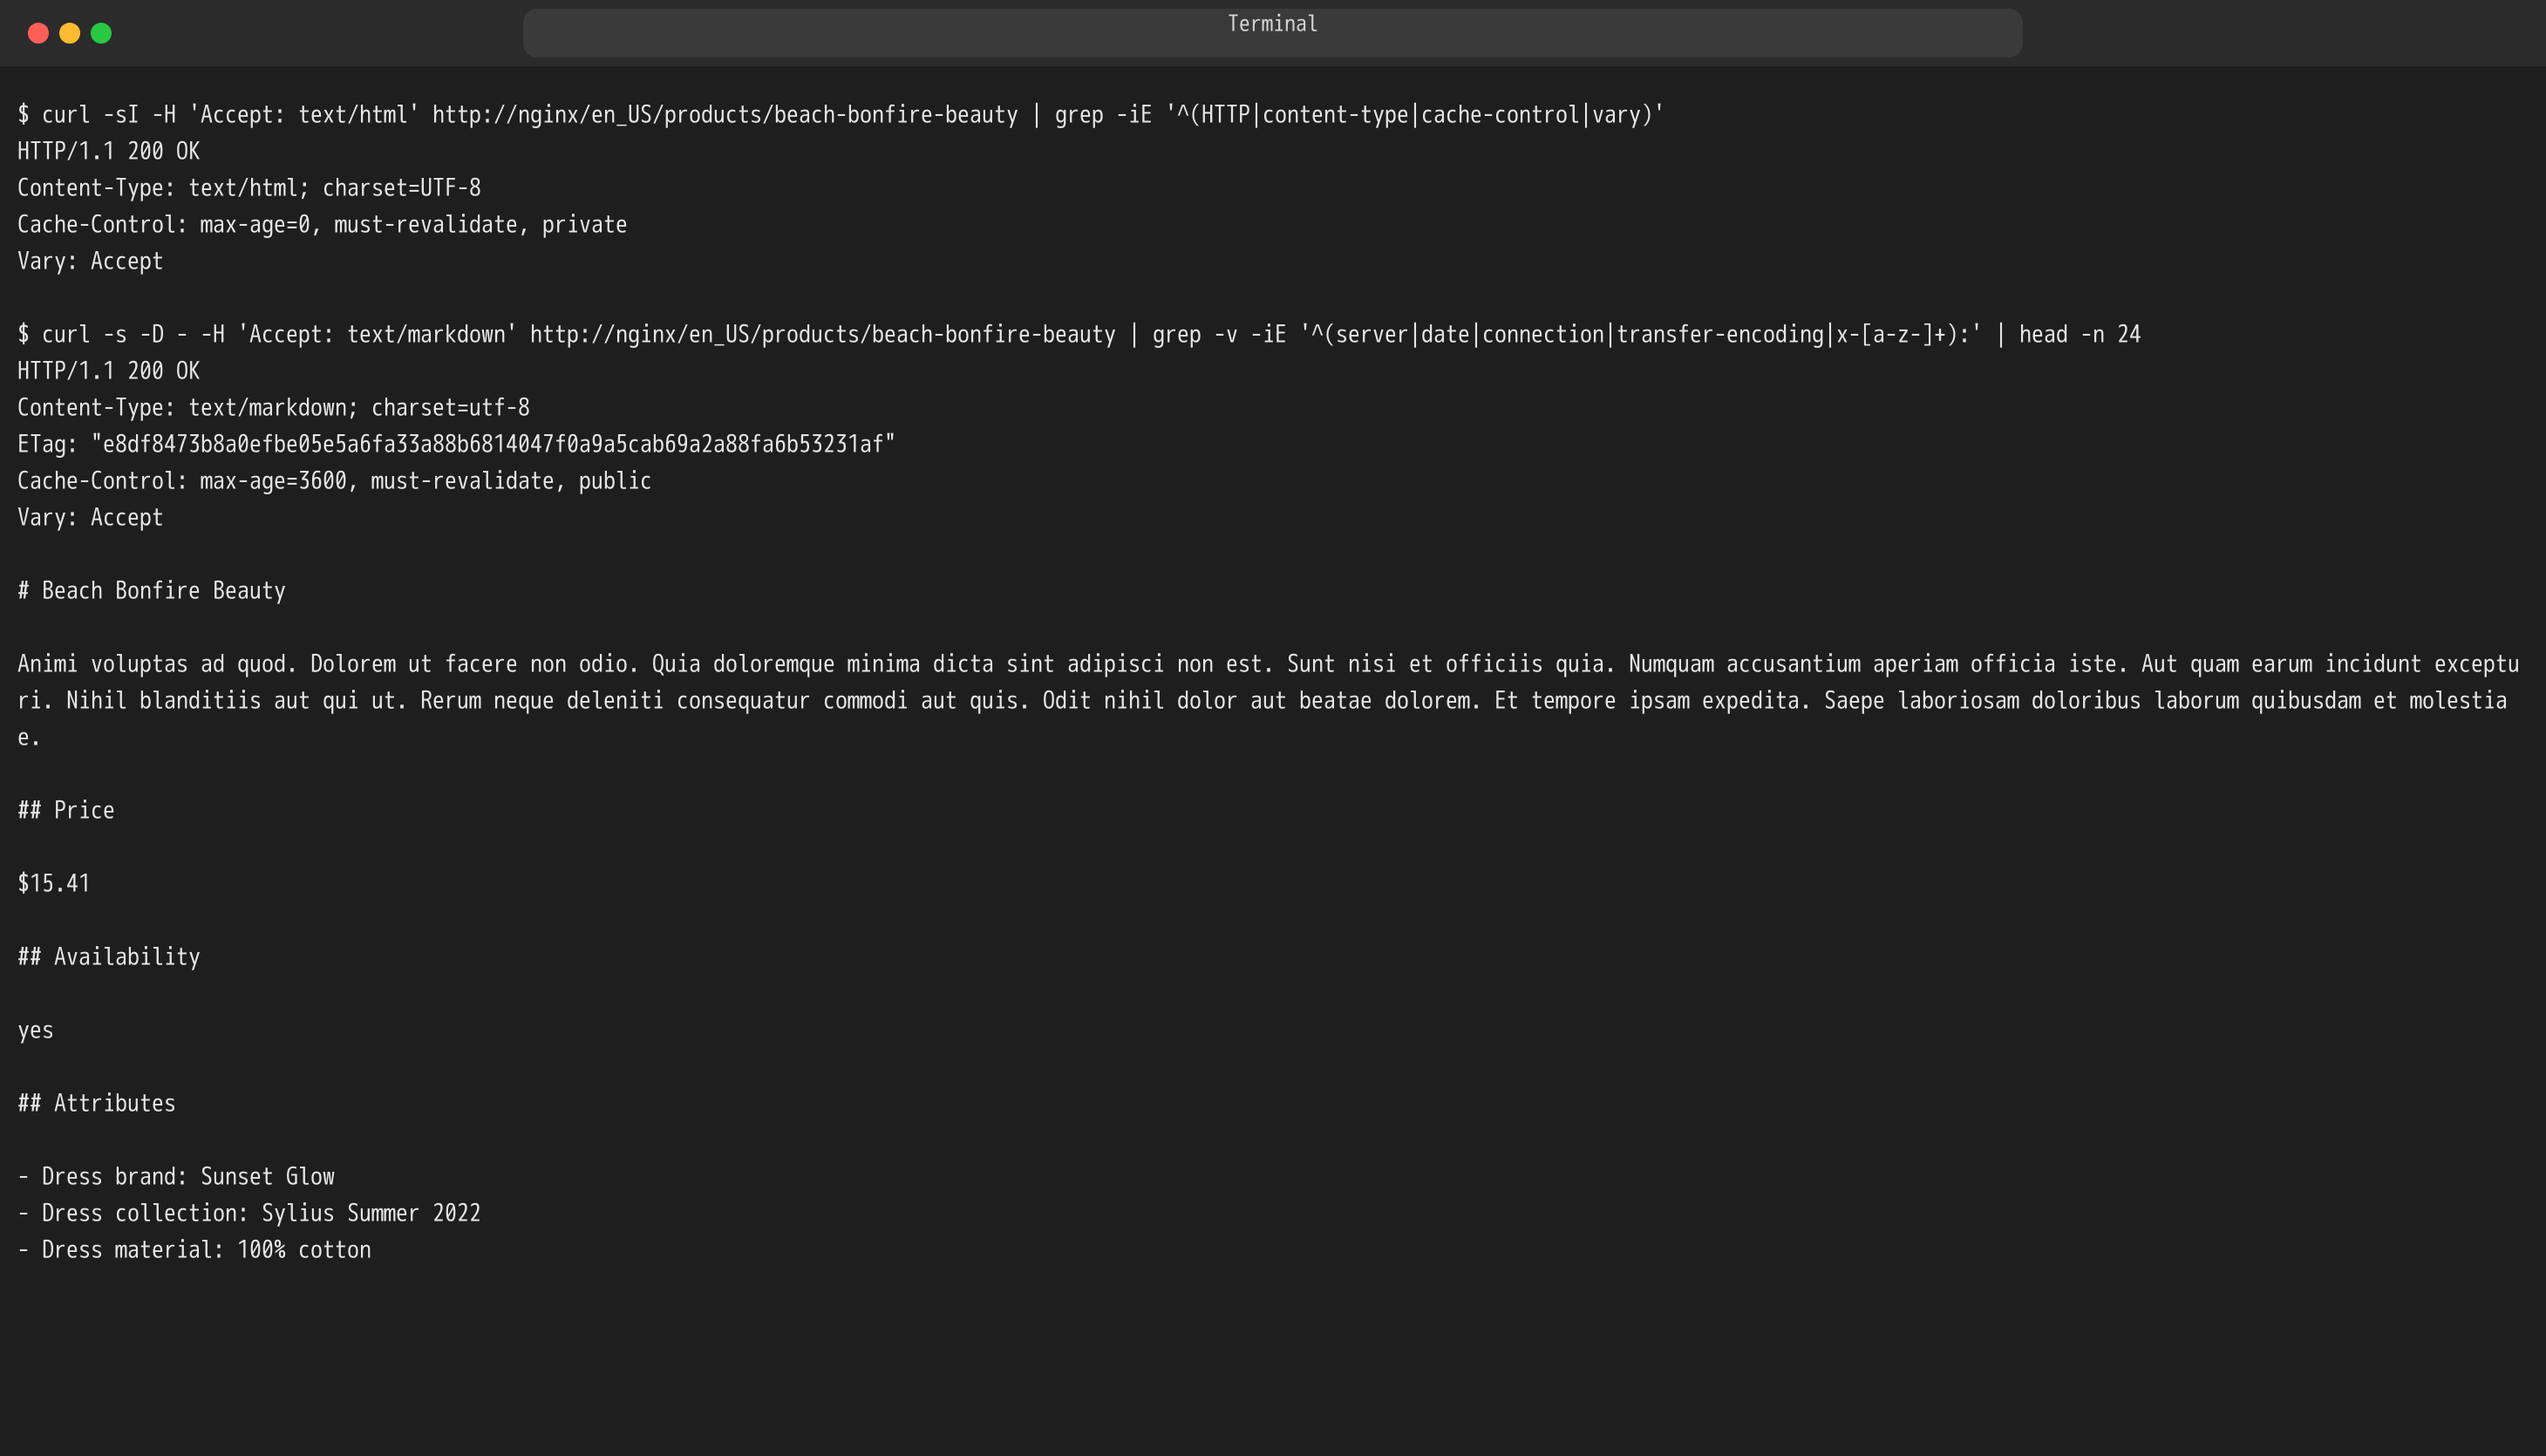 Terminal
$ curl -sI -H 'Accept: text/html' http://nginx/en_US/products/beach-bonfire-beauty | grep -iE '^(HTTP|content-type|cache-control|vary)'
HTTP/1.1 200 OK
Content-Type: text/html; charset=UTF-8
Cache-Control: max-age=0, must-revalidate, private
Vary: Accept
$ curl -s -D - -H 'Accept: text/markdown' http://nginx/en_US/products/beach-bonfire-beauty | grep -v -iE '^(server|date|connection|transfer-encoding|x-[a-z-]+):' | head -n 24
HTTP/1.1 200 OK
Content-Type: text/markdown; charset=utf-8
ETag: "e8df8473b8a0efbe05e5a6fa33a88b6814047f0a9a5cab69a2a88fa6b53231af"
Cache-Control: max-age=3600, must-revalidate, public
Vary: Accept
# Beach Bonfire Beauty
Animi voluptas ad quod. Dolorem ut facere non odio. Quia doloremque minima dicta sint adipisci non est. Sunt nisi et officiis quia. Numquam accusantium aperiam officia iste. Aut quam earum incidunt exceptu
ri. Nihil blanditiis aut qui ut. Rerum neque deleniti consequatur commodi aut quis. Odit nihil dolor aut beatae dolorem. Et tempore ipsam expedita. Saepe laboriosam doloribus laborum quibusdam et molestia
e.
## Price
$15.41
## Availability
yes
## Attributes
- Dress brand: Sunset Glow
- Dress collection: Sylius Summer 2022
- Dress material: 100% cotton